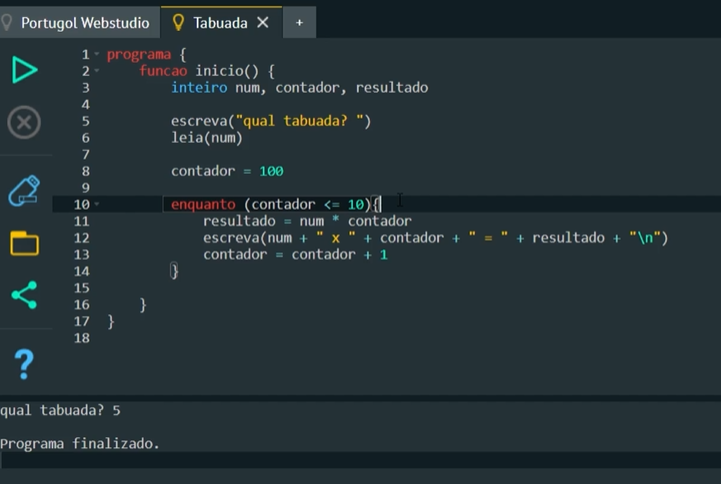 Portugol Webstudio
Tabuada
+
1 programa {
2 funcao inicio() {
3 inteiro num, contador, resultado
4
5 escreva("qual tabuada? ")
6 leia(num)
7
8 contador = 100
9
10 enquanto (contador <= 10){
11 resultado = num * contador
12 escreva(num + " x " + contador + " = " + resultado + "\n")
13 contador = contador + 1
14 }
15
16 }
17 }
18
?
qual tabuada? 5
Programa finalizado.